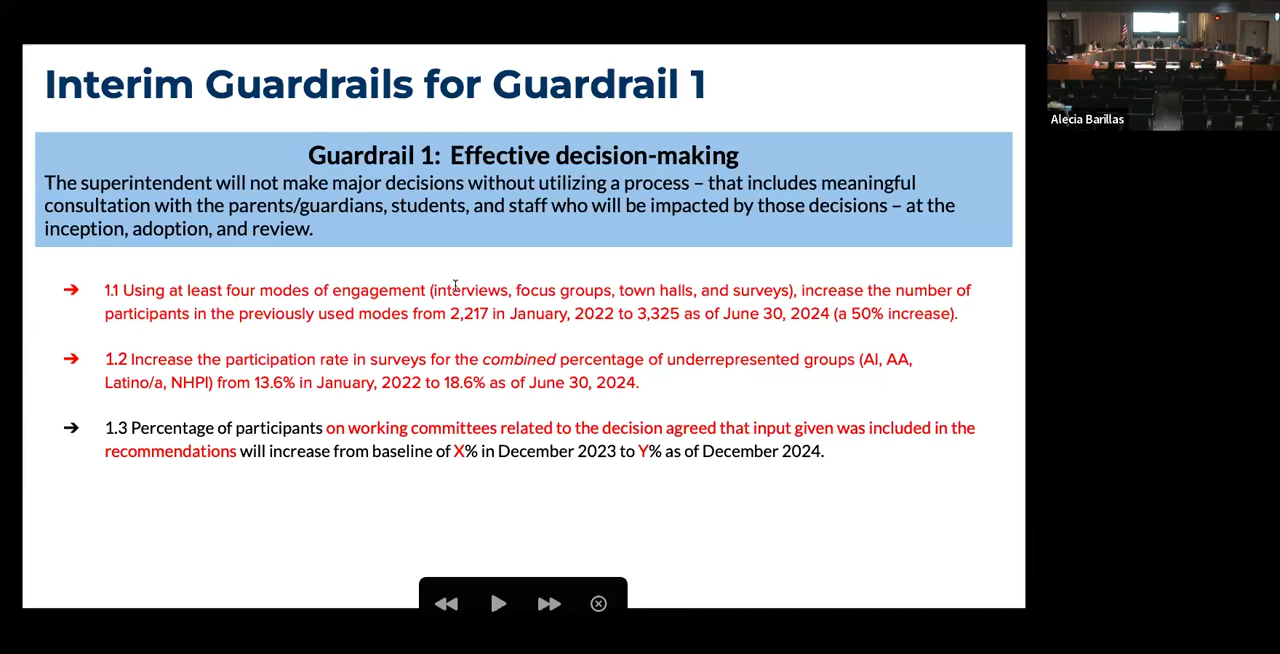 Interim Guardrails for Guardrail 1
Guardrail 1: Effective decision-making
The superintendent will not make major decisions without utilizing a process – that includes meaningful
consultation with the parents/guardians, students, and staff who will be impacted by those decisions – at the
inception, adoption, and review.
➔ 1.1 Using at least four modes of engagement (interviews, focus groups, town halls, and surveys), increase the number of
participants in the previously used modes from 2,217 in January, 2022 to 3,325 as of June 30, 2024 (a 50% increase).
➔ 1.2 Increase the participation rate in surveys for the combined percentage of underrepresented groups (AI, AA,
Latino/a, NHPI) from 13.6% in January, 2022 to 18.6% as of June 30, 2024.
➔ 1.3 Percentage of participants on working committees related to the decision agreed that input given was included in the
recommendations will increase from baseline of X% in December 2023 to Y% as of December 2024.
Alecia Barillas